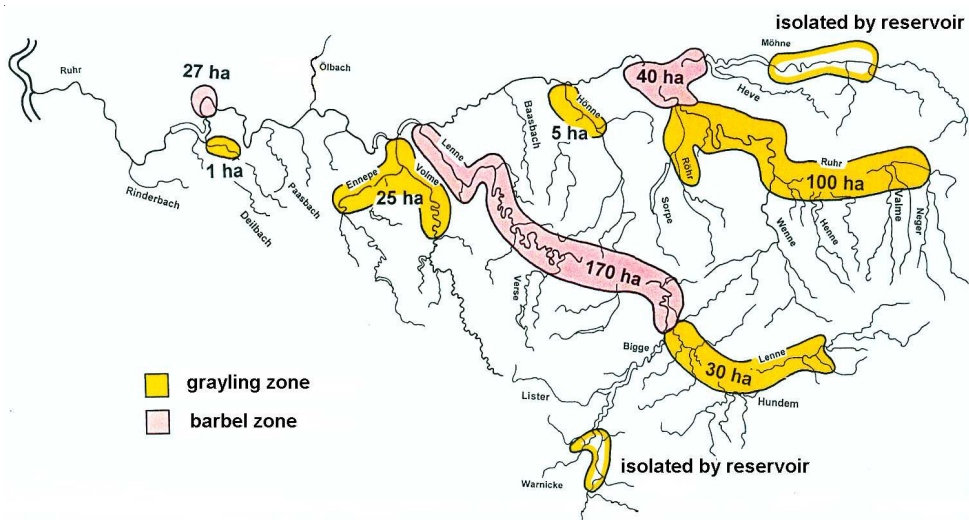 isolated by reservoir
Möhne
Ruhr
27 ha
Ölbach
40 ha
Heve
Hönne
Baasbach
5 ha
Lenne
1 ha
Ennepe
Volme
Ruhr
Röhr
100 ha
Rinderbach
Paasbach
25 ha
Deilbach
Sorpe
Wenne
Henne
Valme
Neger
170 ha
Verse
Bigge
Lenne
30 ha
grayling zone
Lister
Hundem
barbel zone
isolated by reservoir
Warnicke